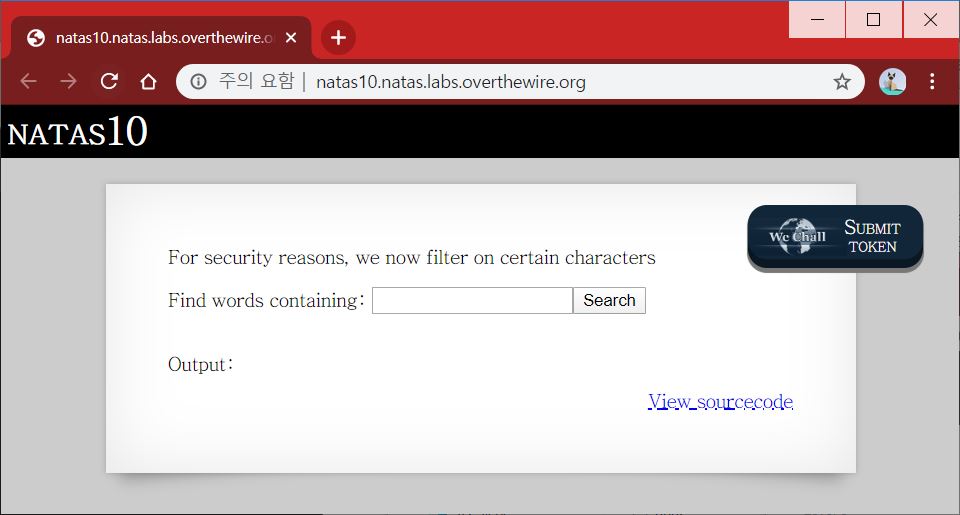 natas10.natas.labs.overthewire.o
주의 요함 | natas10.natas.labs.overthewire.org
NATAS10
We Chall
SUBMIT
TOKEN
For security reasons, we now filter on certain characters
Find words containing: Search
Output:
View sourcecode